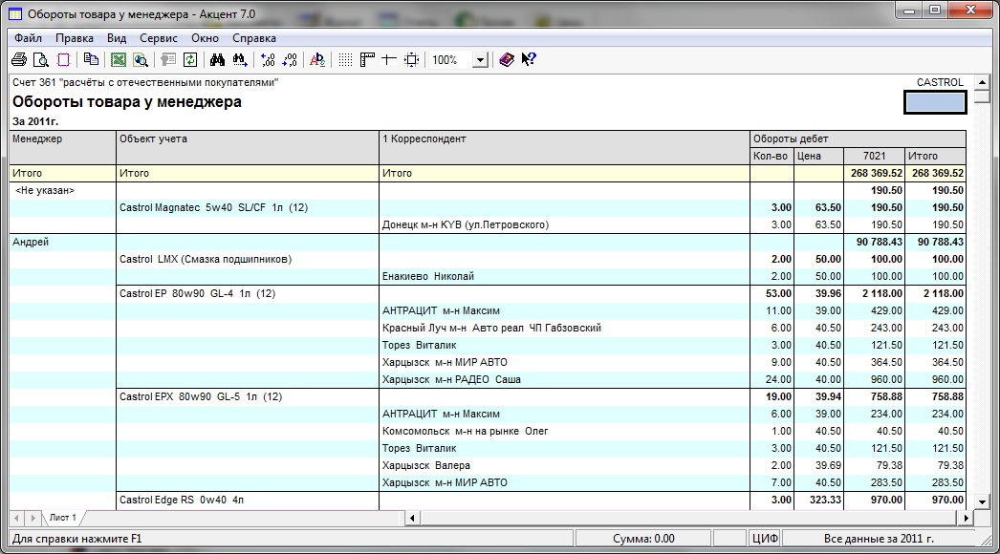 Обороты товара у менеджера - Акцент 7.0
Файл Правка Вид Сервис Окно Справка
100%
Счет 361 "расчёты с отечественными покупателями" CASTROL
Обороты товара у менеджера
За 2011г.
Менеджер Объект учета 1 Корреспондент Обороты дебет
Кол-во Цена 7021 Итого
Итого Итого Итого 268 369.52 268 369.52
<Не указан> 190.50 190.50
Castrol Magnatec 5w40 SL/CF 1л (12) 3.00 63.50 190.50 190.50
Донецк м-н KYB (ул.Петровского) 3.00 63.50 190.50 190.50
Андрей 90 788.43 90 788.43
Castrol LMX (Смазка подшипников) 2.00 50.00 100.00 100.00
Енакиево Николай 2.00 50.00 100.00 100.00
Castrol EP 80w90 GL-4 1л (12) 53.00 39.96 2 118.00 2 118.00
АНТРАЦИТ м-н Максим 11.00 39.00 429.00 429.00
Красный Луч м-н Авто реал ЧП Габзовский 6.00 40.50 243.00 243.00
Торез Виталик 3.00 40.50 121.50 121.50
Харцызск м-н МИР АВТО 9.00 40.50 364.50 364.50
Харцызск м-н РАДЕО Саша 24.00 40.00 960.00 960.00
Castrol EPX 80w90 GL-5 1л (12) 19.00 39.94 758.88 758.88
АНТРАЦИТ м-н Максим 6.00 39.00 234.00 234.00
Комсомольск м-н на рынке Олег 1.00 40.50 40.50 40.50
Торез Виталик 3.00 40.50 121.50 121.50
Харцызск Валера 2.00 39.69 79.38 79.38
Харцызск м-н МИР АВТО 7.00 40.50 283.50 283.50
Castrol Edge RS 0w40 4л 3.00 323.33 970.00 970.00
Лист 1
Для справки нажмите F1 Сумма: 0.00 ЦИФ Все данные за 2011 г.